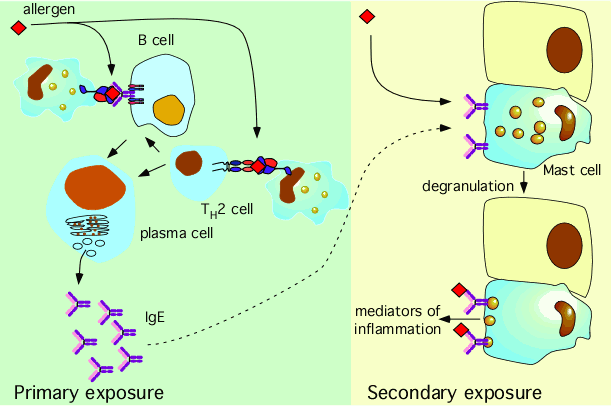 allergen
B cell
TH2 cell
plasma cell
IgE
Primary exposure
Mast cell
degranulation
mediators of
inflammation
Secondary exposure